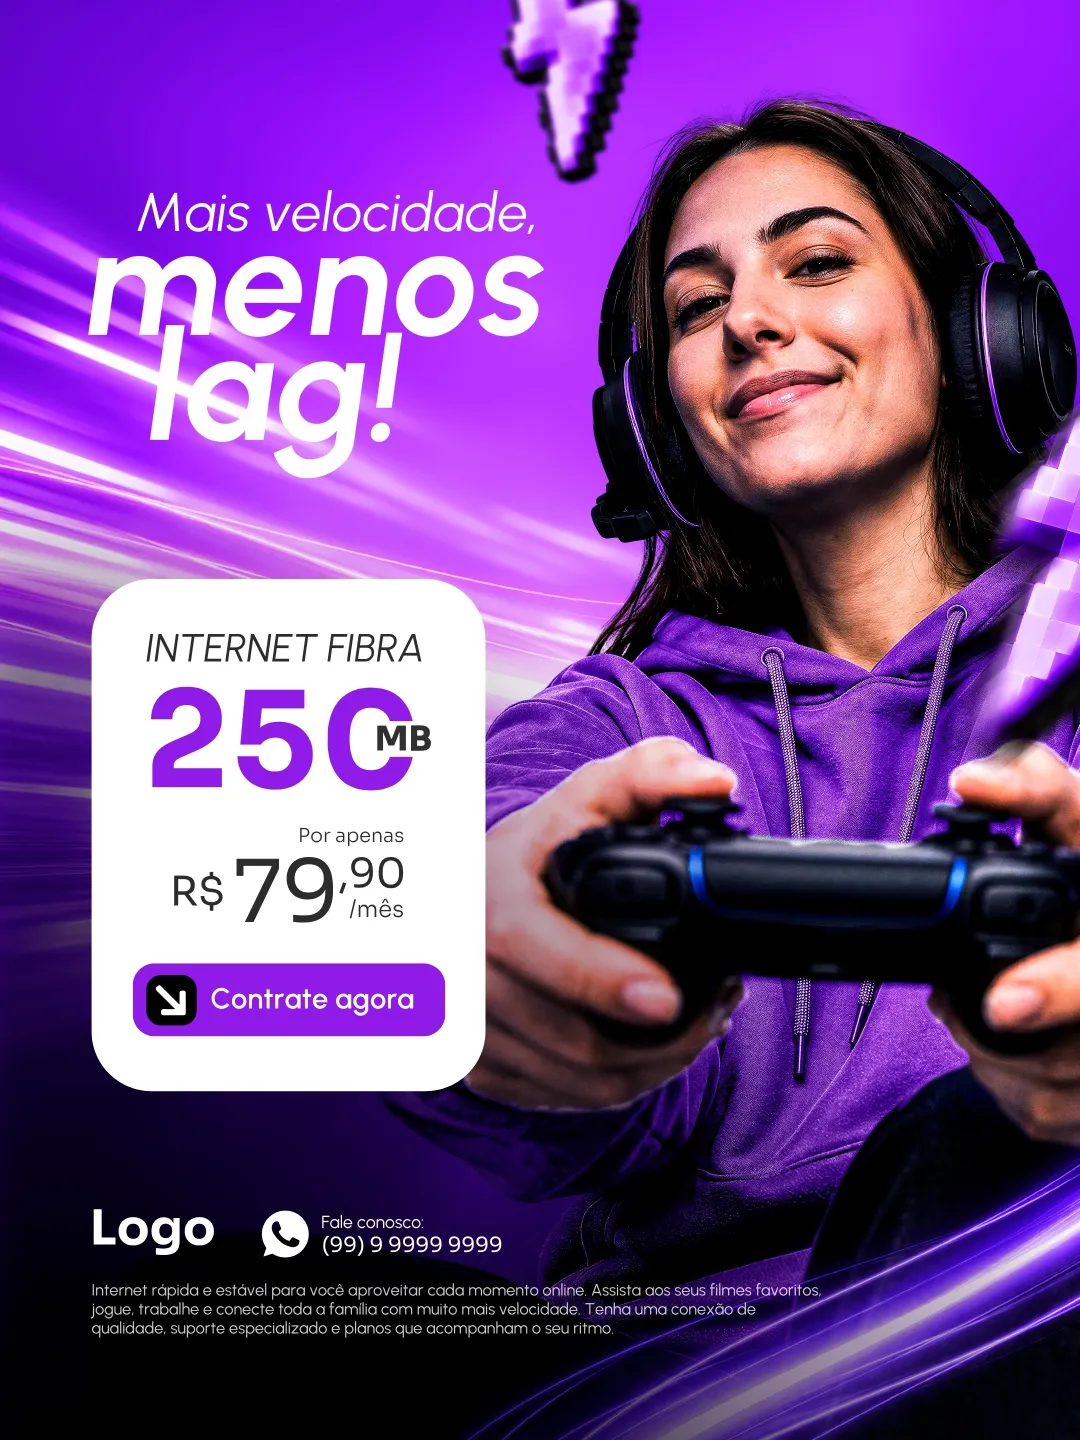 Mais velocidade,
menos
lag!
INTERNET FIBRA
250 MB
Por apenas
R$ 79,90
/mês
Contrate agora
Logo
Fale conosco:
(99) 9 9999 9999
Internet rápida e estável para você aproveitar cada momento online. Assista aos seus filmes favoritos,
jogue, trabalhe e conecte toda a família com muito mais velocidade. Tenha uma conexão de
qualidade, suporte especializado e planos que acompanham o seu ritmo.